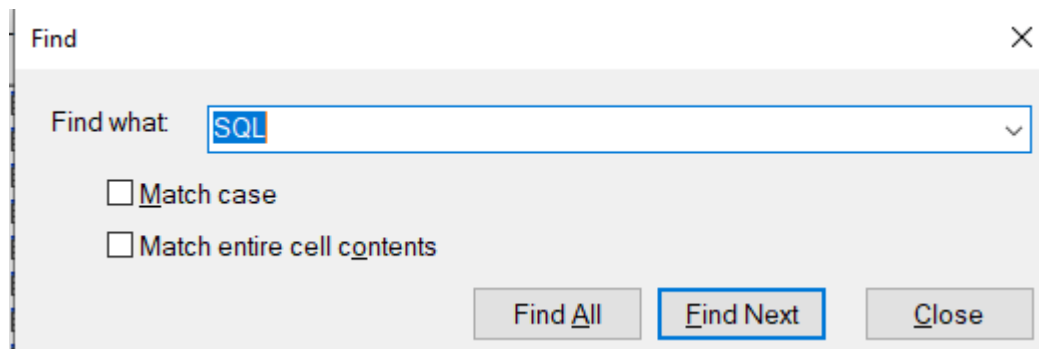 Find
Find what:
SQL
Match case
Match entire cell contents
Find All Find Next Close